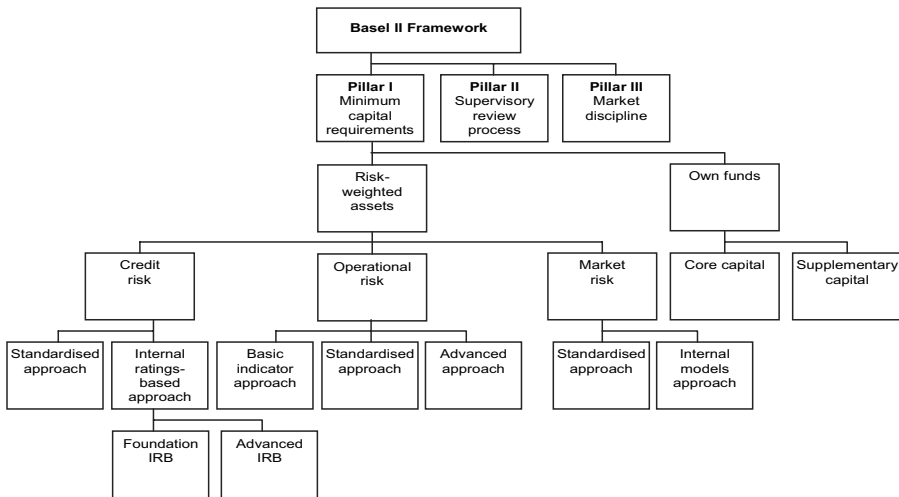 Basel II Framework
Pillar I
Minimum
capital
requirements
Pillar II
Supervisory
review
process
Pillar III
Market
discipline
Risk-
weighted
assets
Own funds
Credit
risk
Operational
risk
Market
risk
Core capital
Supplementary
capital
Standardised
approach
Internal
ratings-
based
approach
Basic
indicator
approach
Standardised
approach
Advanced
approach
Standardised
approach
Internal
models
approach
Foundation
IRB
Advanced
IRB